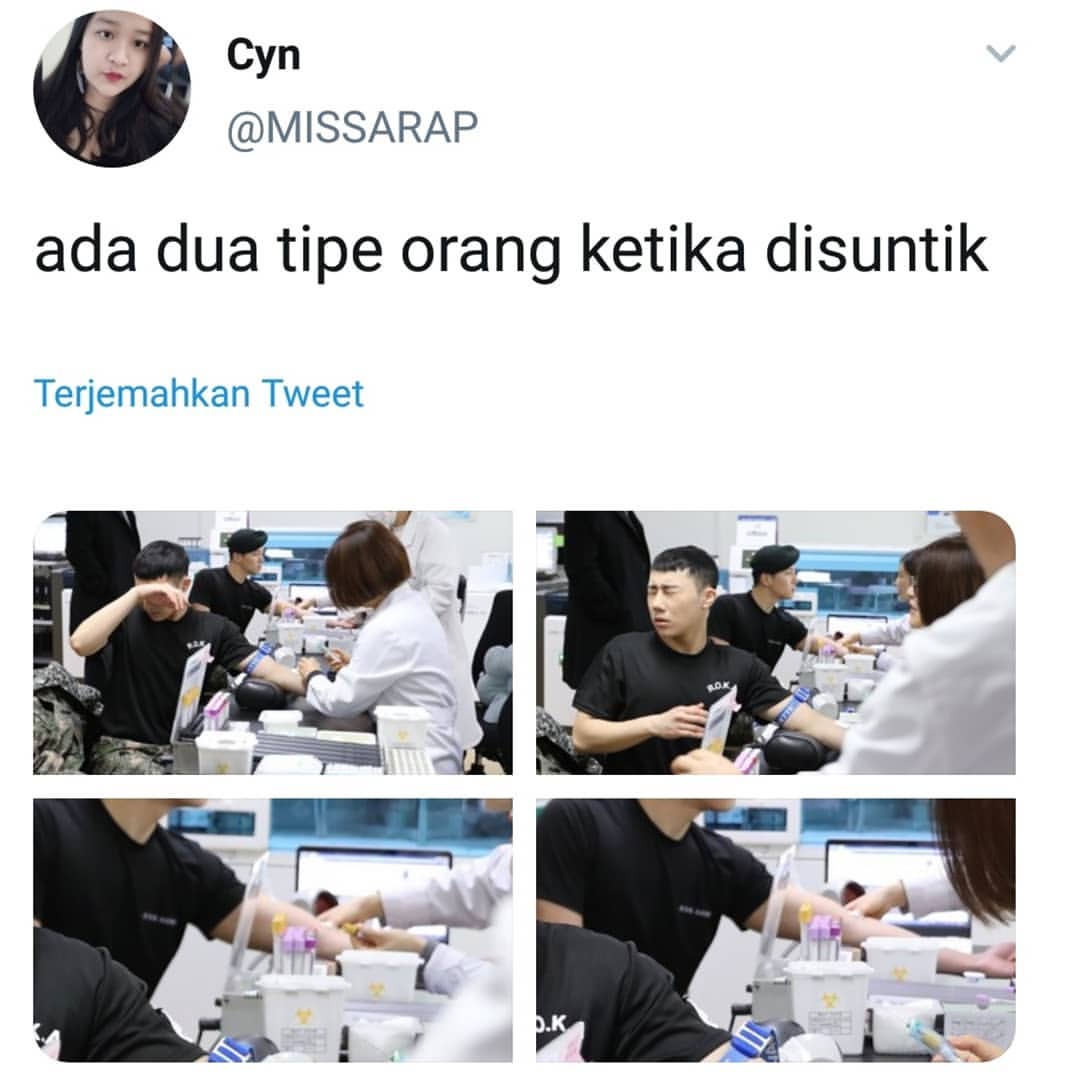 Cyn
@MISSARAP
ada dua tipe orang ketika disuntik
Terjemahkan Tweet
R.O.K
R.O.K
O.K